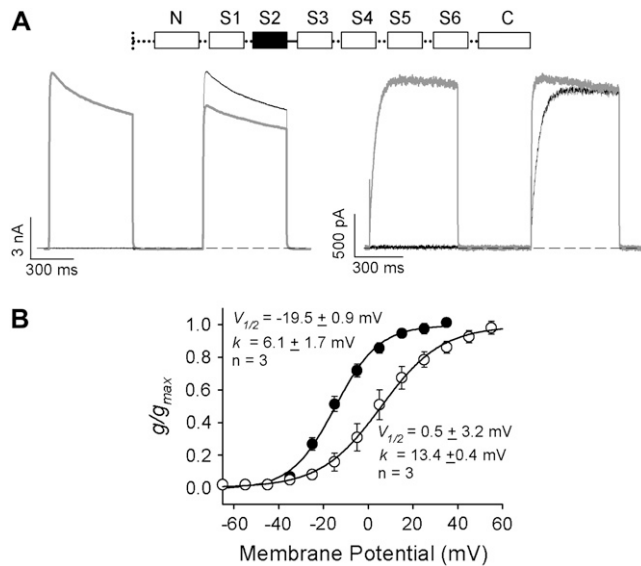 A
N S1 S2 S3 S4 S5 S6 C
3 nA
300 ms
500 pA
300 ms
B
V1/2 = -19.5 ± 0.9 mV
k = 6.1 ± 1.7 mV
n = 3
V1/2 = 0.5 ± 3.2 mV
k = 13.4 ±0.4 mV
n = 3
g/gmax
1.0
0.8
0.6
0.4
0.2
0.0
-60 -40 -20 0 20 40 60
Membrane Potential (mV)